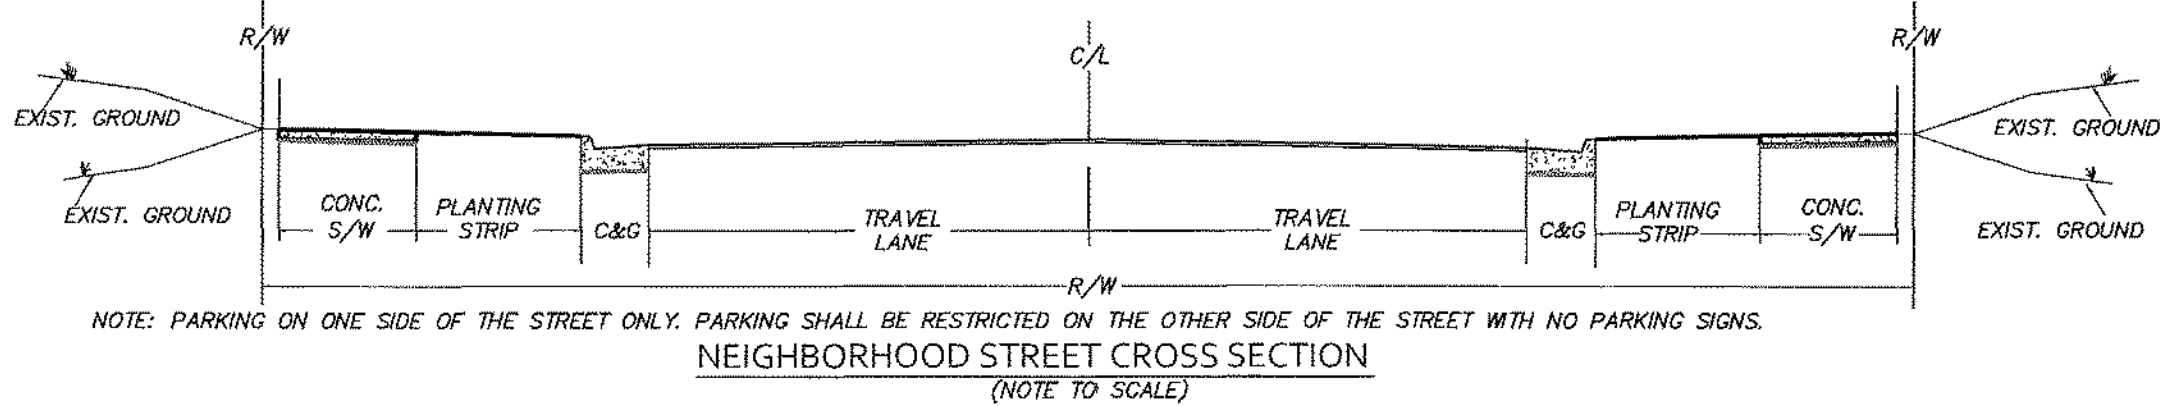 R/W
C/L
R/W
EXIST. GROUND
EXIST. GROUND
EXIST. GROUND
EXIST. GROUND
CONC.
S/W
PLANTING
STRIP
C&G
TRAVEL
LANE
TRAVEL
LANE
C&G
PLANTING
STRIP
CONC.
S/W
R/W
NOTE: PARKING ON ONE SIDE OF THE STREET ONLY. PARKING SHALL BE RESTRICTED ON THE OTHER SIDE OF THE STREET WITH NO PARKING SIGNS.
NEIGHBORHOOD STREET CROSS SECTION
(NOTE TO SCALE)